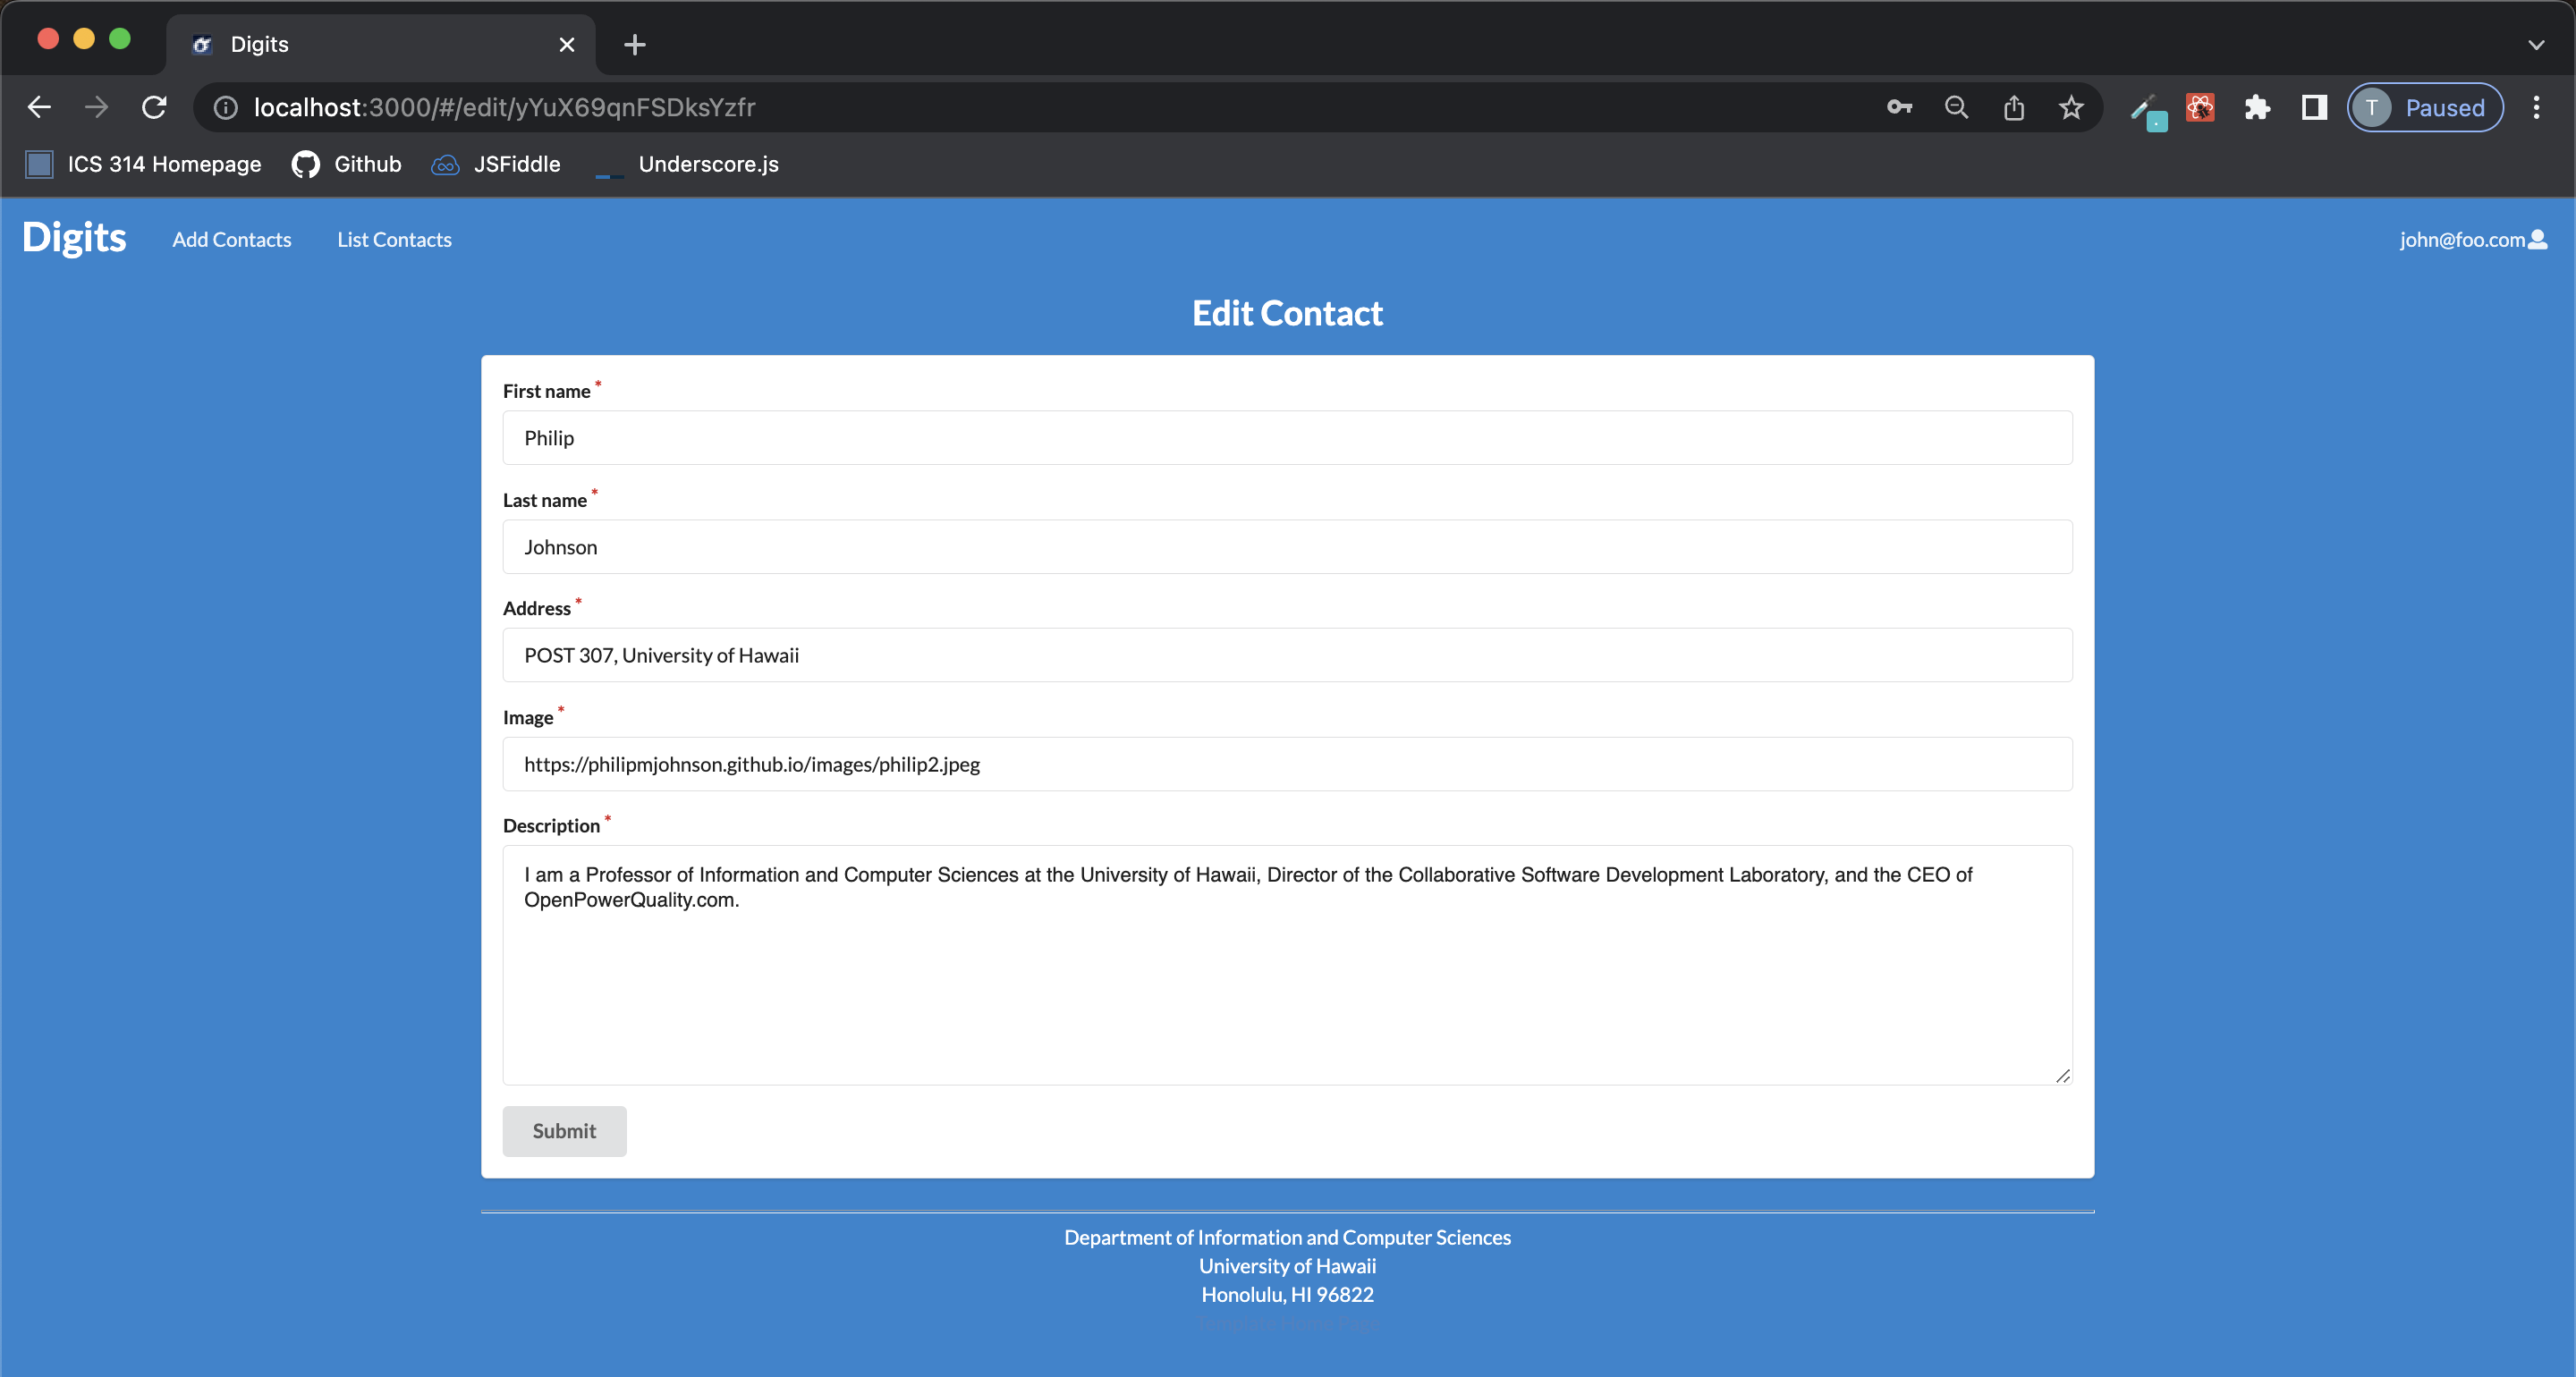 Digits
localhost:3000/#/edit/yYuX69qnFSDksYzfr
T Paused
ICS 314 Homepage Github JSFiddle Underscore.js
Digits Add Contacts List Contacts john@foo.com
Edit Contact
First name *
Philip
Last name *
Johnson
Address *
POST 307, University of Hawaii
Image *
https://philipmjohnson.github.io/images/philip2.jpeg
Description *
I am a Professor of Information and Computer Sciences at the University of Hawaii, Director of the Collaborative Software Development Laboratory, and the CEO of
OpenPowerQuality.com.
Submit
Department of Information and Computer Sciences
University of Hawaii
Honolulu, HI 96822